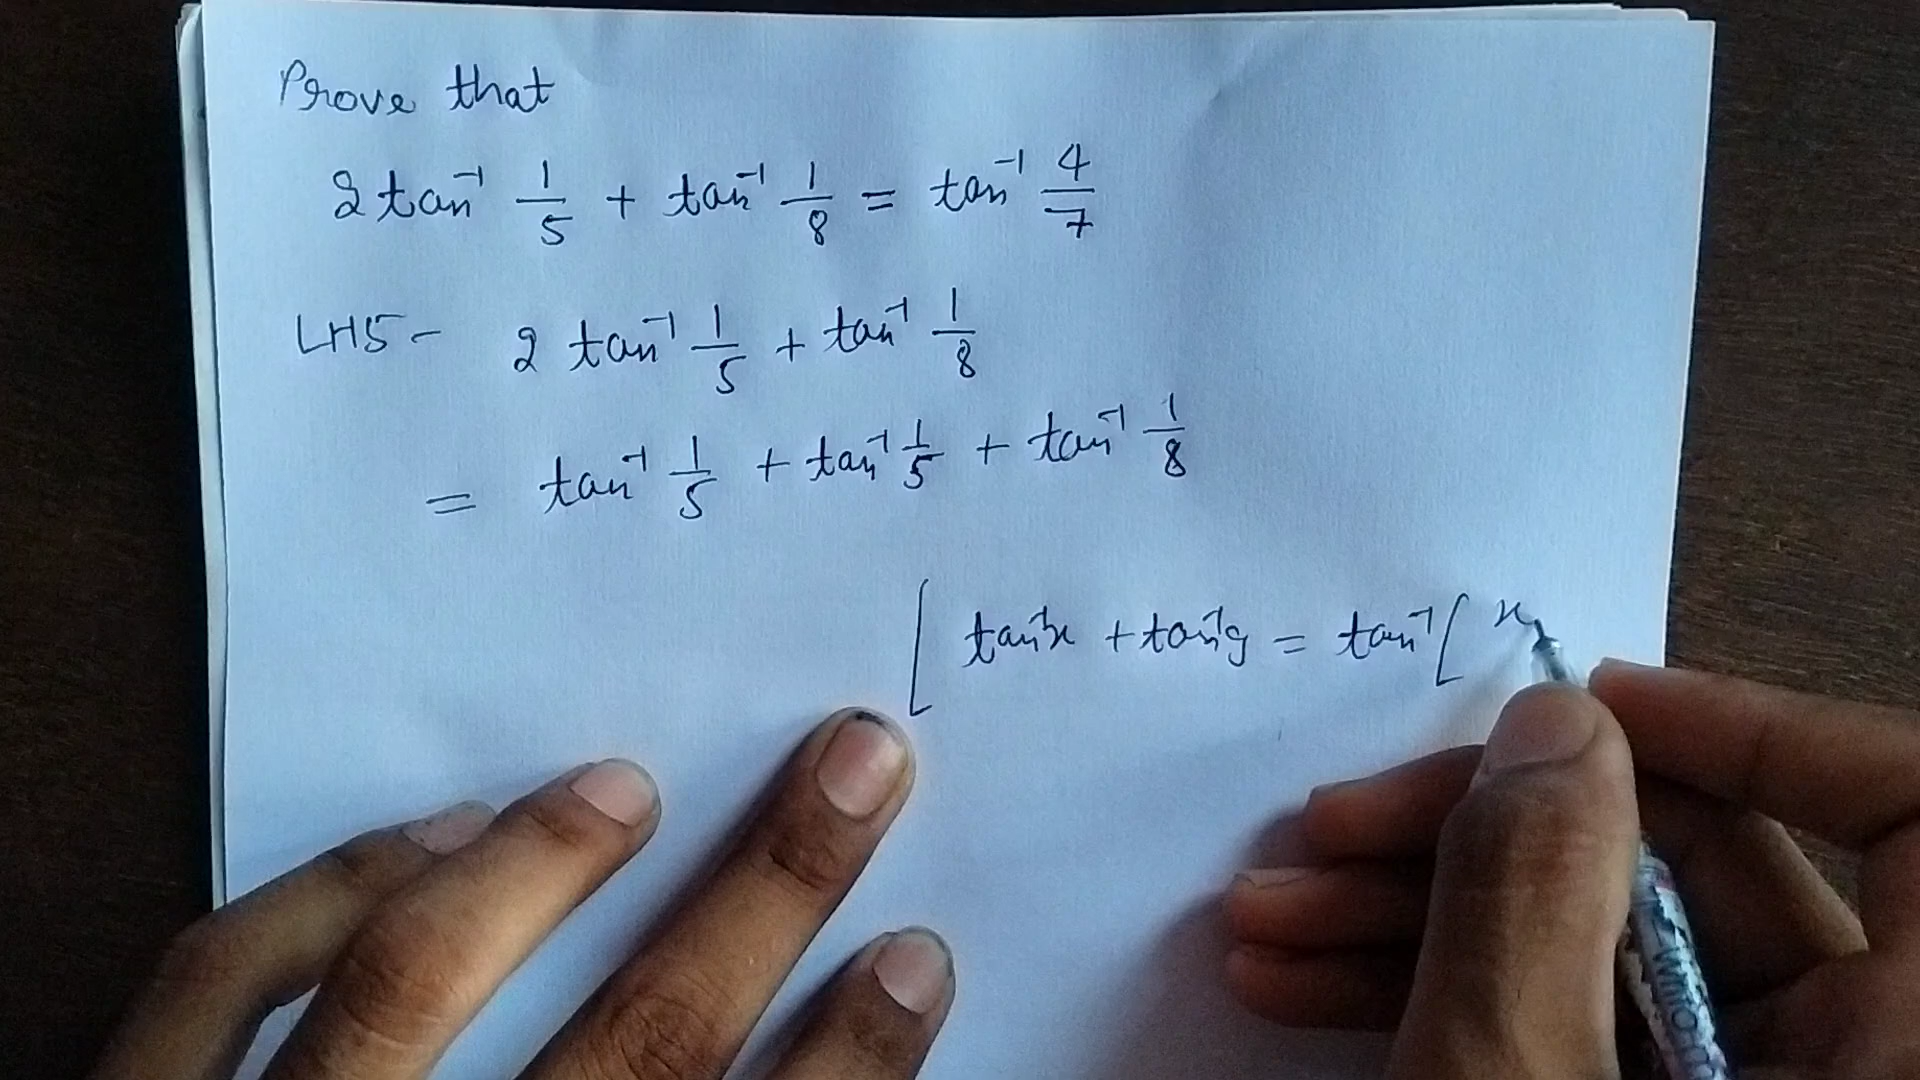 Prove that
2 tan⁻¹ 1/5 + tan⁻¹ 1/8 = tan⁻¹ 4/7
LHS - 2 tan⁻¹ 1/5 + tan⁻¹ 1/8
= tan⁻¹ 1/5 + tan⁻¹ 1/5 + tan⁻¹ 1/8
[ tan⁻¹x + tan⁻¹y = tan⁻¹ [ x